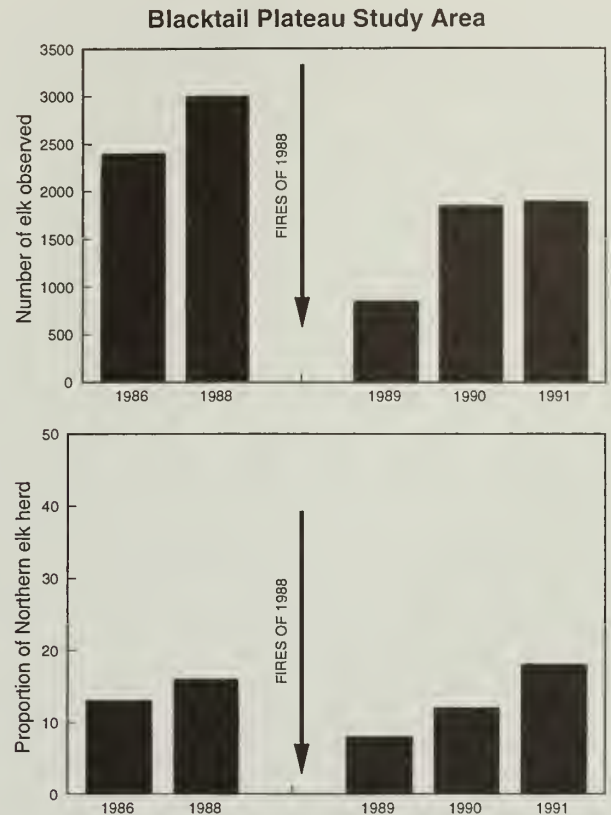 Blacktail Plateau Study Area
Number of elk observed
3500
3000
2500
2000
1500
1000
500
0
FIRES OF 1988
1986 1988 1989 1990 1991
Proportion of Northern elk herd
50
40
30
20
10
0
FIRES OF 1988
1986 1988 1989 1990 1991